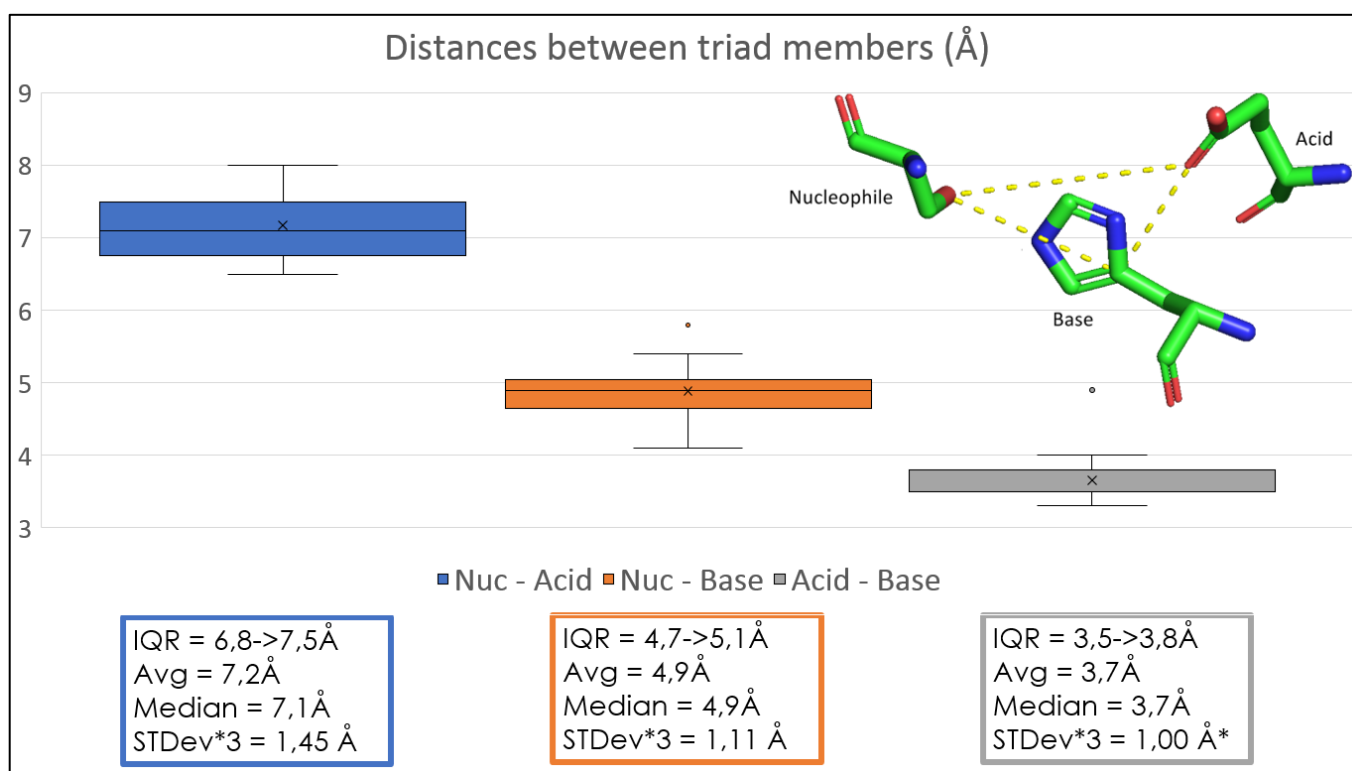 Distances between triad members (Å)
9
8
7
6
5
4
3
Nucleophile
Acid
Base
Nuc - Acid
Nuc - Base
Acid - Base
IQR = 6,8->7,5Å
Avg = 7,2Å
Median = 7,1Å
STDev*3 = 1,45 Å
IQR = 4,7->5,1Å
Avg = 4,9Å
Median = 4,9Å
STDev*3 = 1,11 Å
IQR = 3,5->3,8Å
Avg = 3,7Å
Median = 3,7Å
STDev*3 = 1,00 Å*